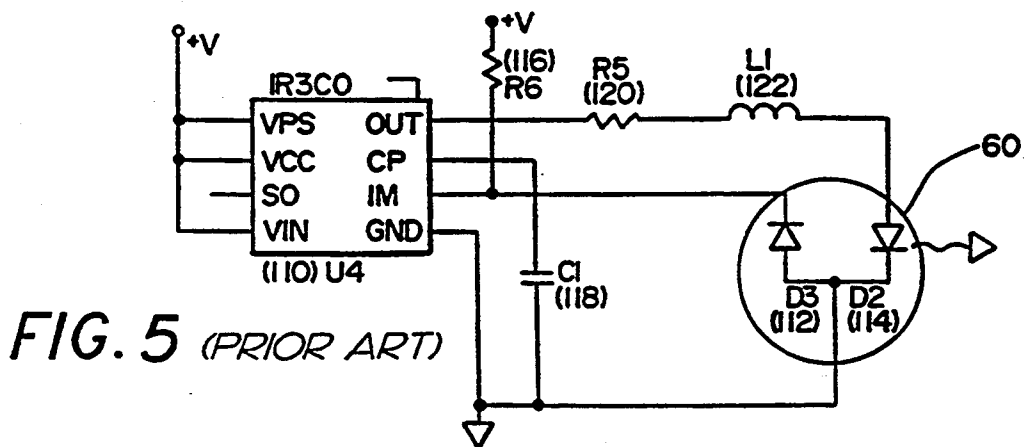 +V
+V
(116)
R6
R5
(120)
L1
(122)
IR3C0
VPS OUT
VCC CP
SO IM
VIN GND
(110) U4
60
C1
(118)
D3 D2
(112) (114)
FIG. 5 (PRIOR ART)